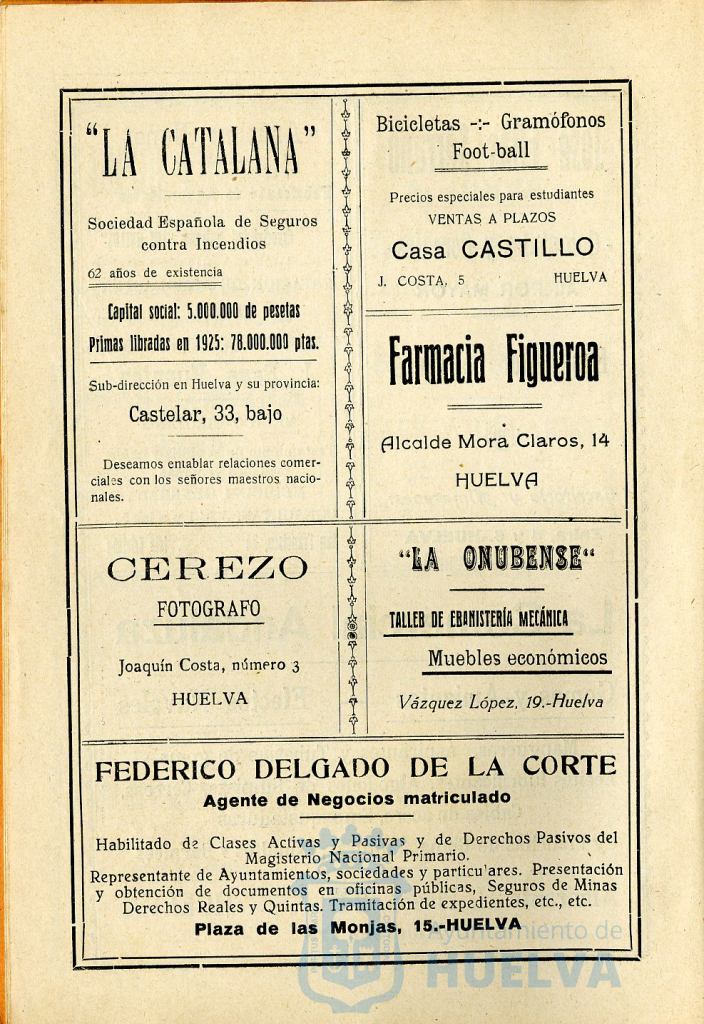 "LA CATALANA"
Sociedad Española de Seguros
contra Incendios
62 años de existencia
Capital social: 5.000.000 de pesetas
Primas libradas en 1925: 78.000.000 ptas.
Sub-dirección en Huelva y su provincia:
Castelar, 33, bajo
Deseamos entablar relaciones comer-
ciales con los señores maestros nacio-
nales.
Bicicletas -:- Gramófonos
Foot-ball
Precios especiales para estudiantes
VENTAS A PLAZOS
Casa CASTILLO
J. COSTA, 5 HUELVA
Farmacia Figueroa
Alcalde Mora Claros, 14
HUELVA
CEREZO
FOTOGRAFO
Joaquín Costa, número 3
HUELVA
"LA ONUBENSE"
TALLER DE EBANISTERÍA MECÁNICA
Muebles económicos
Vázquez López, 19.-Huelva
FEDERICO DELGADO DE LA CORTE
Agente de Negocios matriculado
Habilitado de Clases Activas y Pasivas y de Derechos Pasivos del
Magisterio Nacional Primario.
Representante de Ayuntamientos, sociedades y particulares. Presentación
y obtención de documentos en oficinas públicas, Seguros de Minas
Derechos Reales y Quintas. Tramitación de expedientes, etc., etc.
Plaza de las Monjas, 15.-HUELVA
Ayuntamiento de
HUELVA